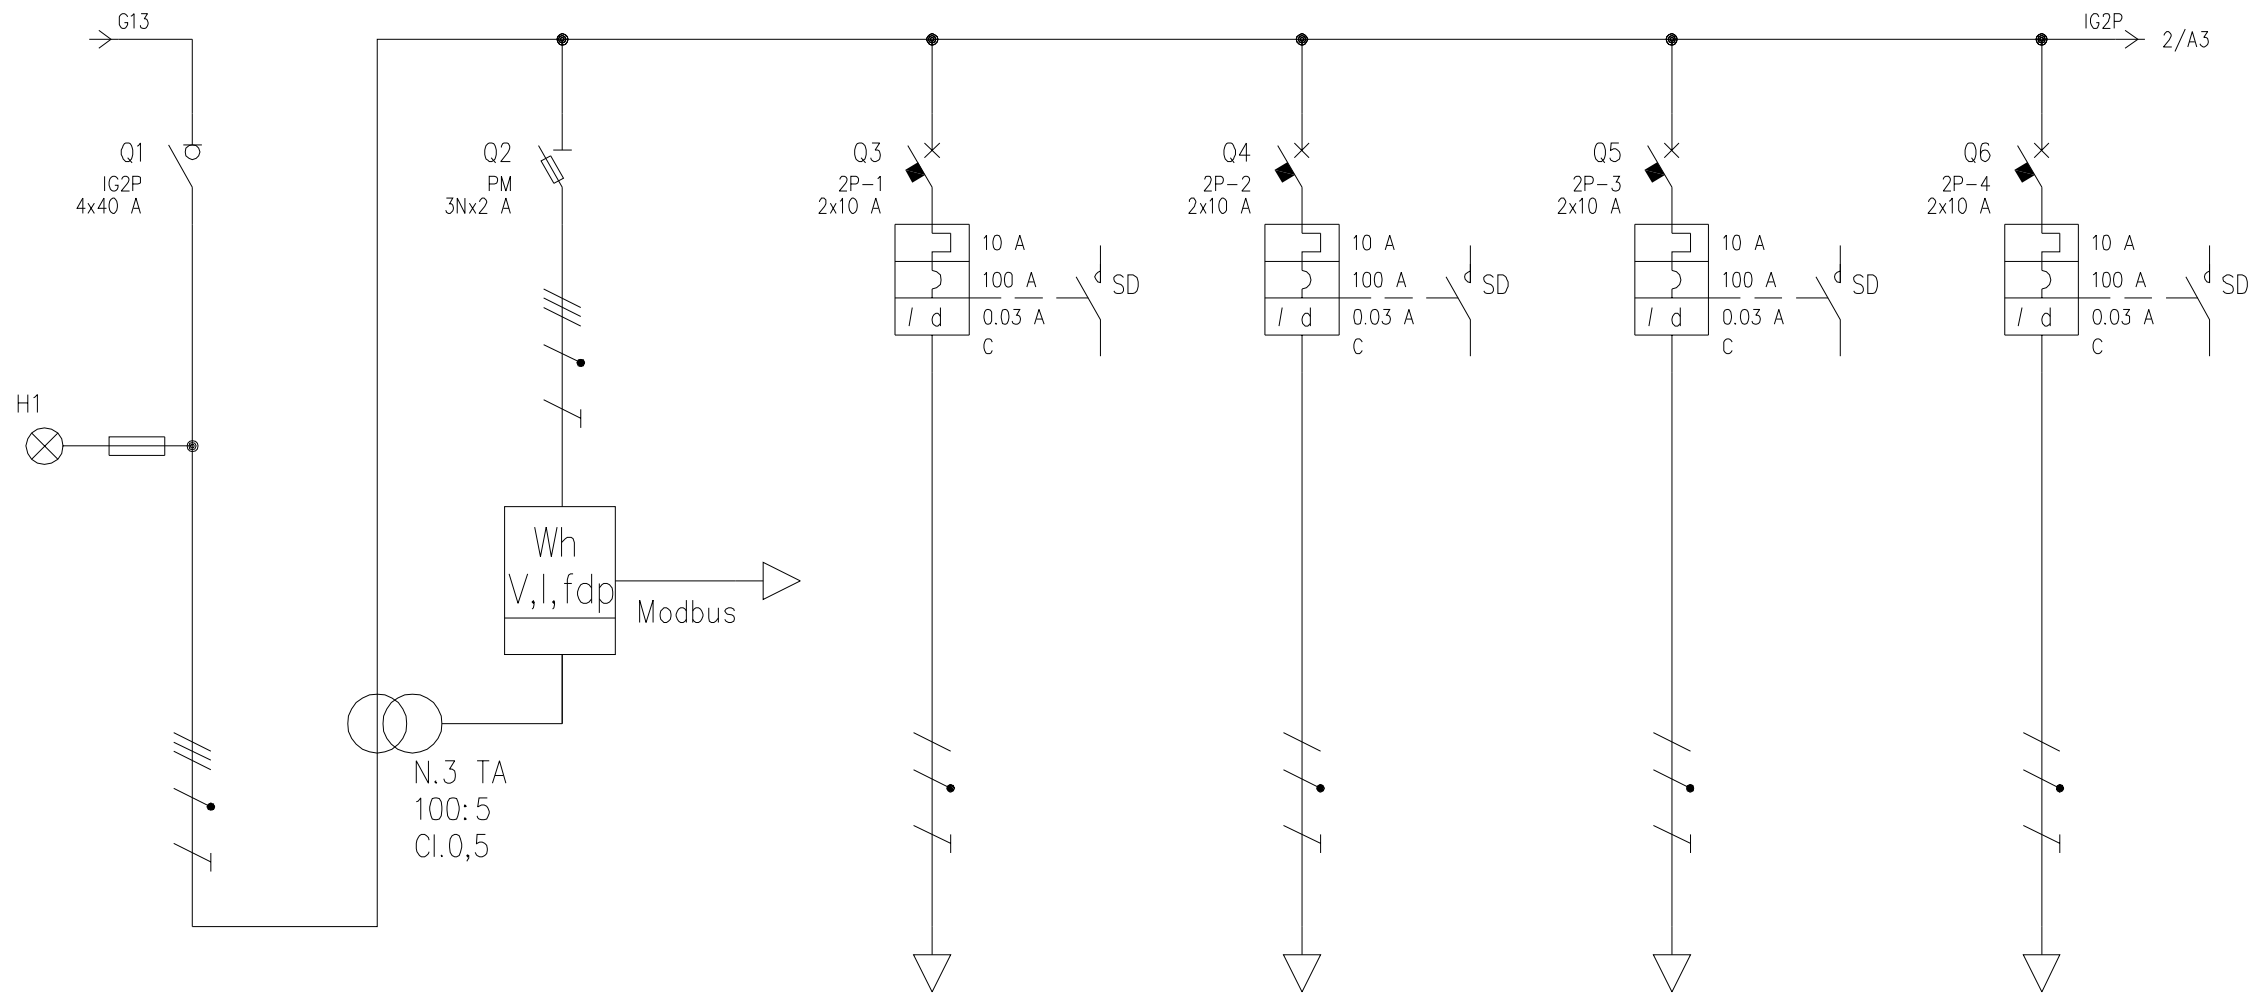 G13
IG2P
2/A3
Q1
IG2P
4x40 A
Q2
PM
3Nx2 A
Q3
2P-1
2x10 A
10 A
100 A
I d
0.03 A
C
SD
Q4
2P-2
2x10 A
10 A
100 A
I d
0.03 A
C
SD
Q5
2P-3
2x10 A
10 A
100 A
I d
0.03 A
C
SD
Q6
2P-4
2x10 A
10 A
100 A
I d
0.03 A
C
SD
H1
Wh
V,I,fdp
Modbus
N.3 TA
100:5
Cl.0,5